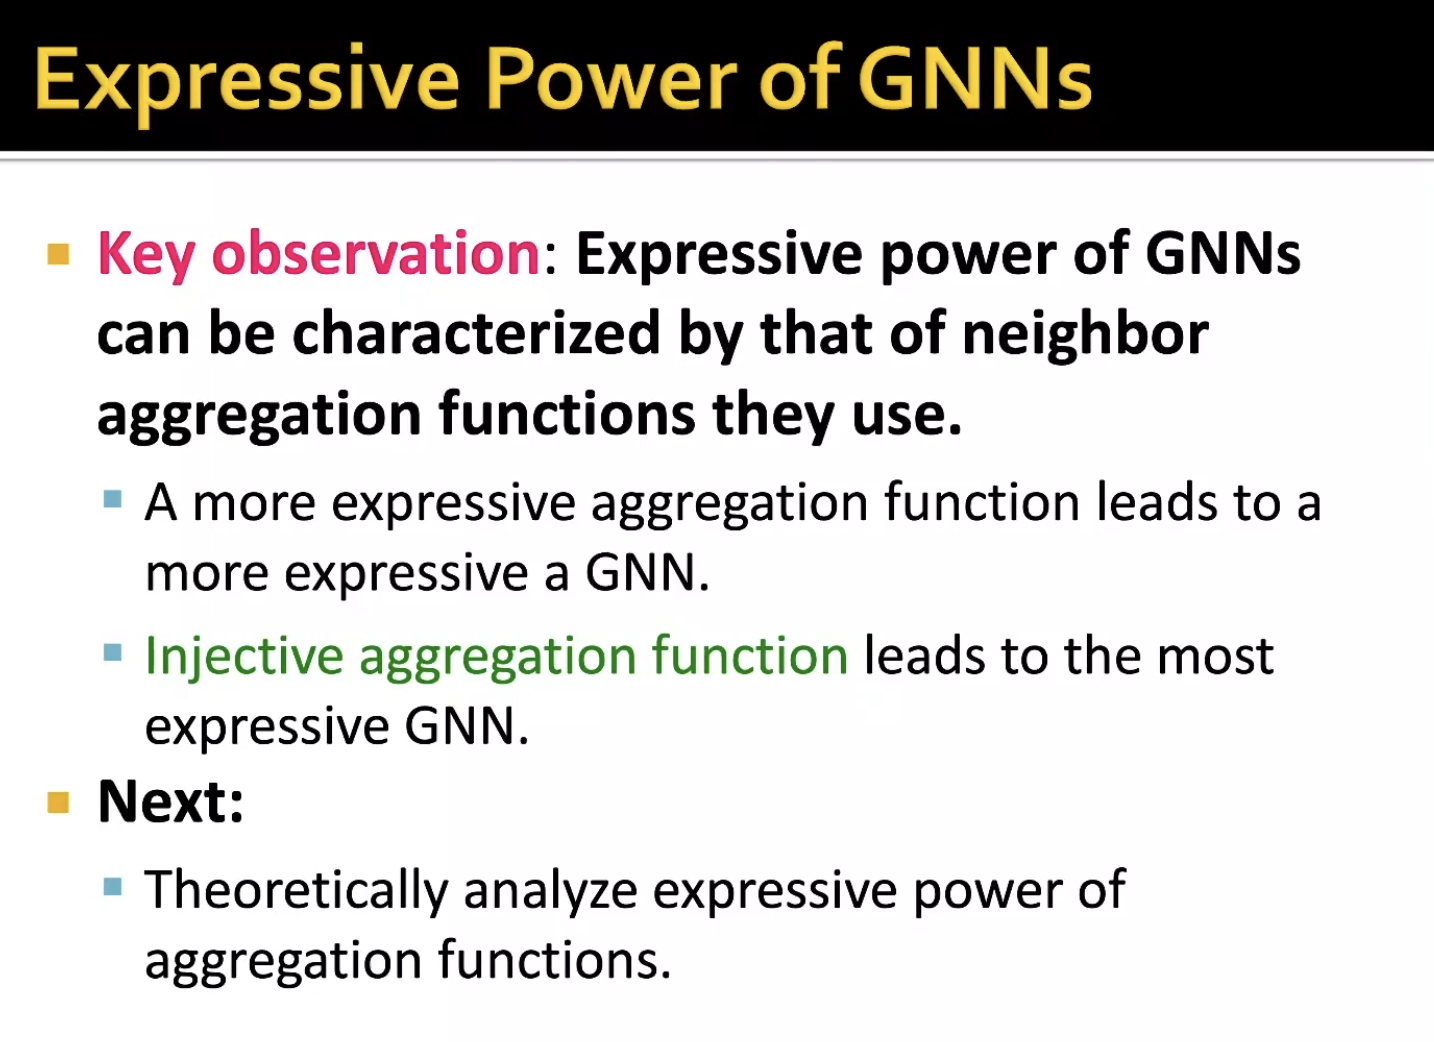 Expressive Power of GNNs
Key observation: Expressive power of GNNs
can be characterized by that of neighbor
aggregation functions they use.
A more expressive aggregation function leads to a
more expressive a GNN.
Injective aggregation function leads to the most
expressive GNN.
Next:
Theoretically analyze expressive power of
aggregation functions.